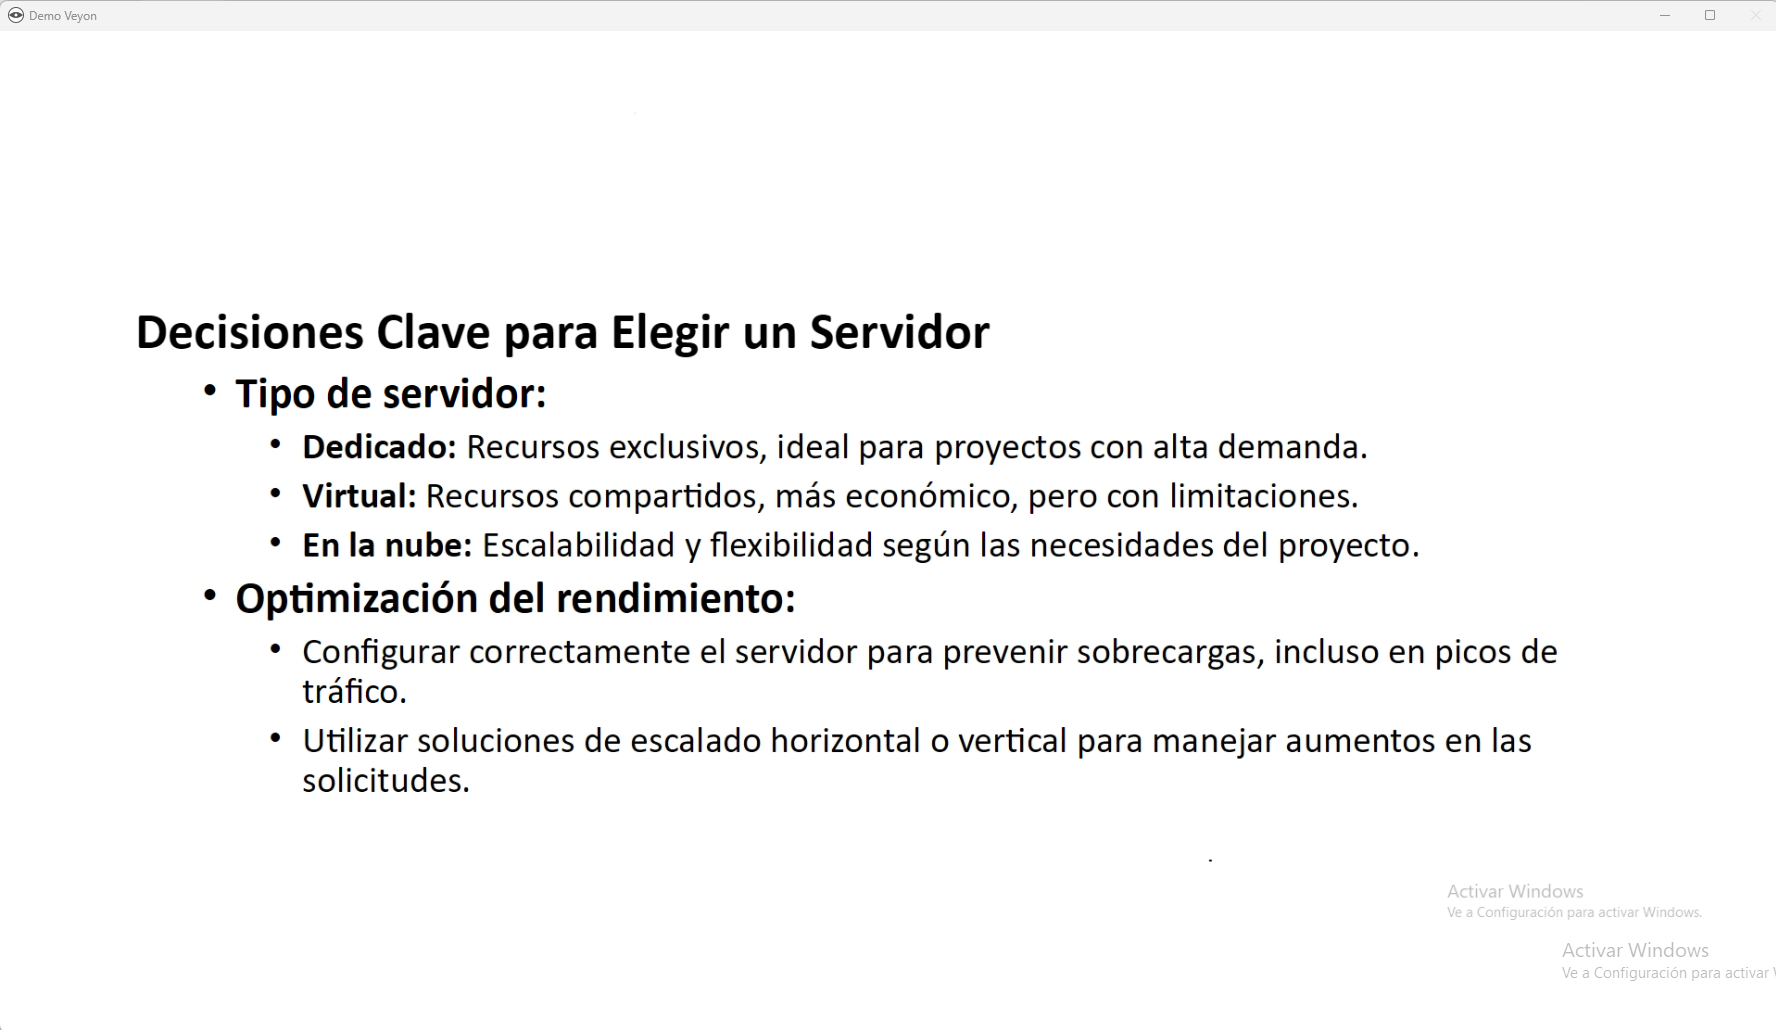 Demo Veyon
Decisiones Clave para Elegir un Servidor
• Tipo de servidor:
• Dedicado: Recursos exclusivos, ideal para proyectos con alta demanda.
• Virtual: Recursos compartidos, más económico, pero con limitaciones.
• En la nube: Escalabilidad y flexibilidad según las necesidades del proyecto.
• Optimización del rendimiento:
• Configurar correctamente el servidor para prevenir sobrecargas, incluso en picos de
tráfico.
• Utilizar soluciones de escalado horizontal o vertical para manejar aumentos en las
solicitudes.
Activar Windows
Ve a Configuración para activar Windows.
Activar Windows
Ve a Configuración para activar